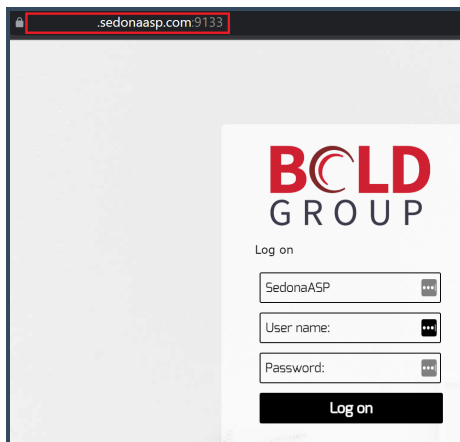 .sedonaasp.com:9133
BOLD
GROUP
Log on
SedonaASP
User name:
Password:
Log on